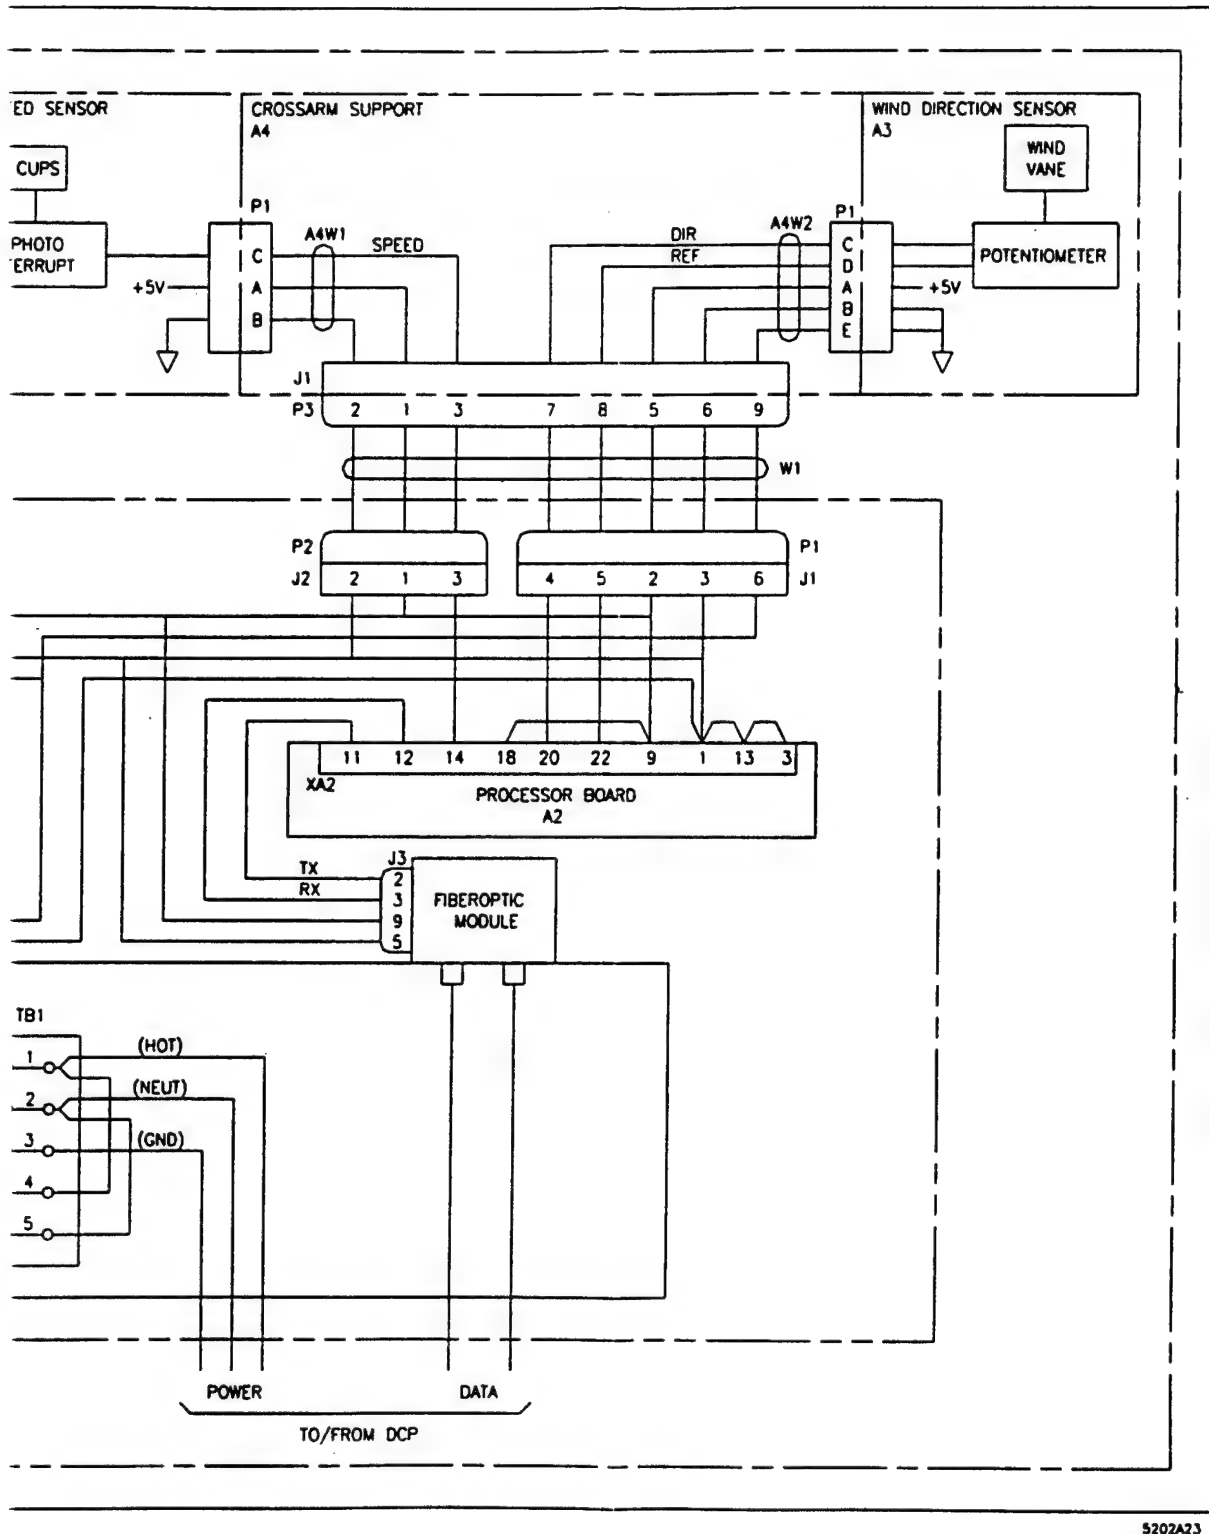 ED SENSOR
CROSSARM SUPPORT
A4
WIND DIRECTION SENSOR
A3
CUPS
WIND
VANE
P1
A4W1
SPEED
DIR
REF
A4W2
P1
PHOTO
ERRUPT
+5V
C
A
B
C
D
A
B
E
+5V
POTENTIOMETER
J1
P3 2 1 3 7 8 5 6 9
W1
P2
P1
J2 2 1 3 4 5 2 3 6 J1
11 12 14 18 20 22 9 1 13 3
XA2
PROCESSOR BOARD
A2
J3
TX
RX
2
3
9
5
FIBEROPTIC
MODULE
TB1
1
(HOT)
2
(NEUT)
3
(GND)
4
5
POWER
DATA
TO/FROM DCP
5202A23